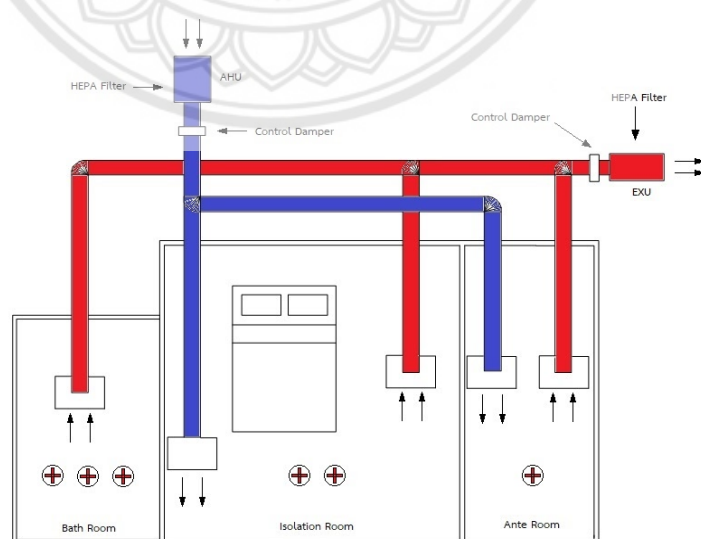 AHU
HEPA Filter
Control Damper
HEPA Filter
Control Damper
EXU
Bath Room
Isolation Room
Ante Room